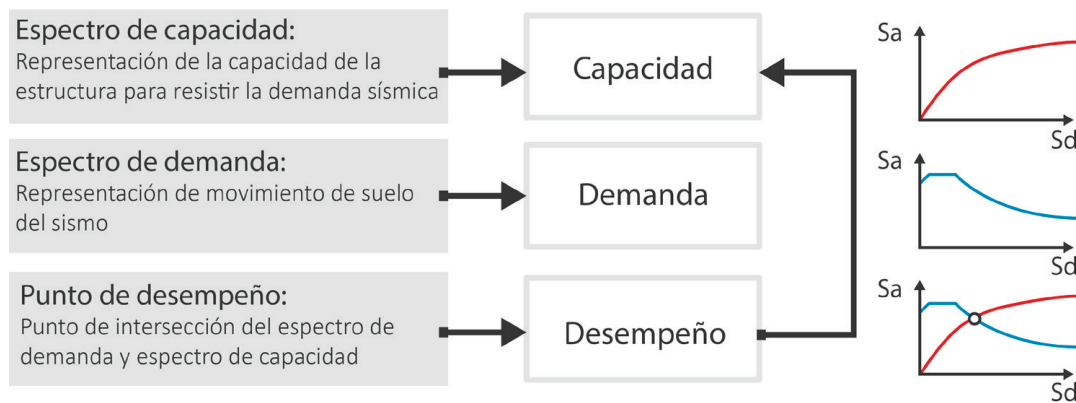 Espectro de capacidad:
Representación de la capacidad de la
estructura para resistir la demanda sísmica
Capacidad
Sa
Sd
Espectro de demanda:
Representación de movimiento de suelo
del sismo
Demanda
Sa
Sd
Punto de desempeño:
Punto de intersección del espectro de
demanda y espectro de capacidad
Desempeño
Sa
Sd